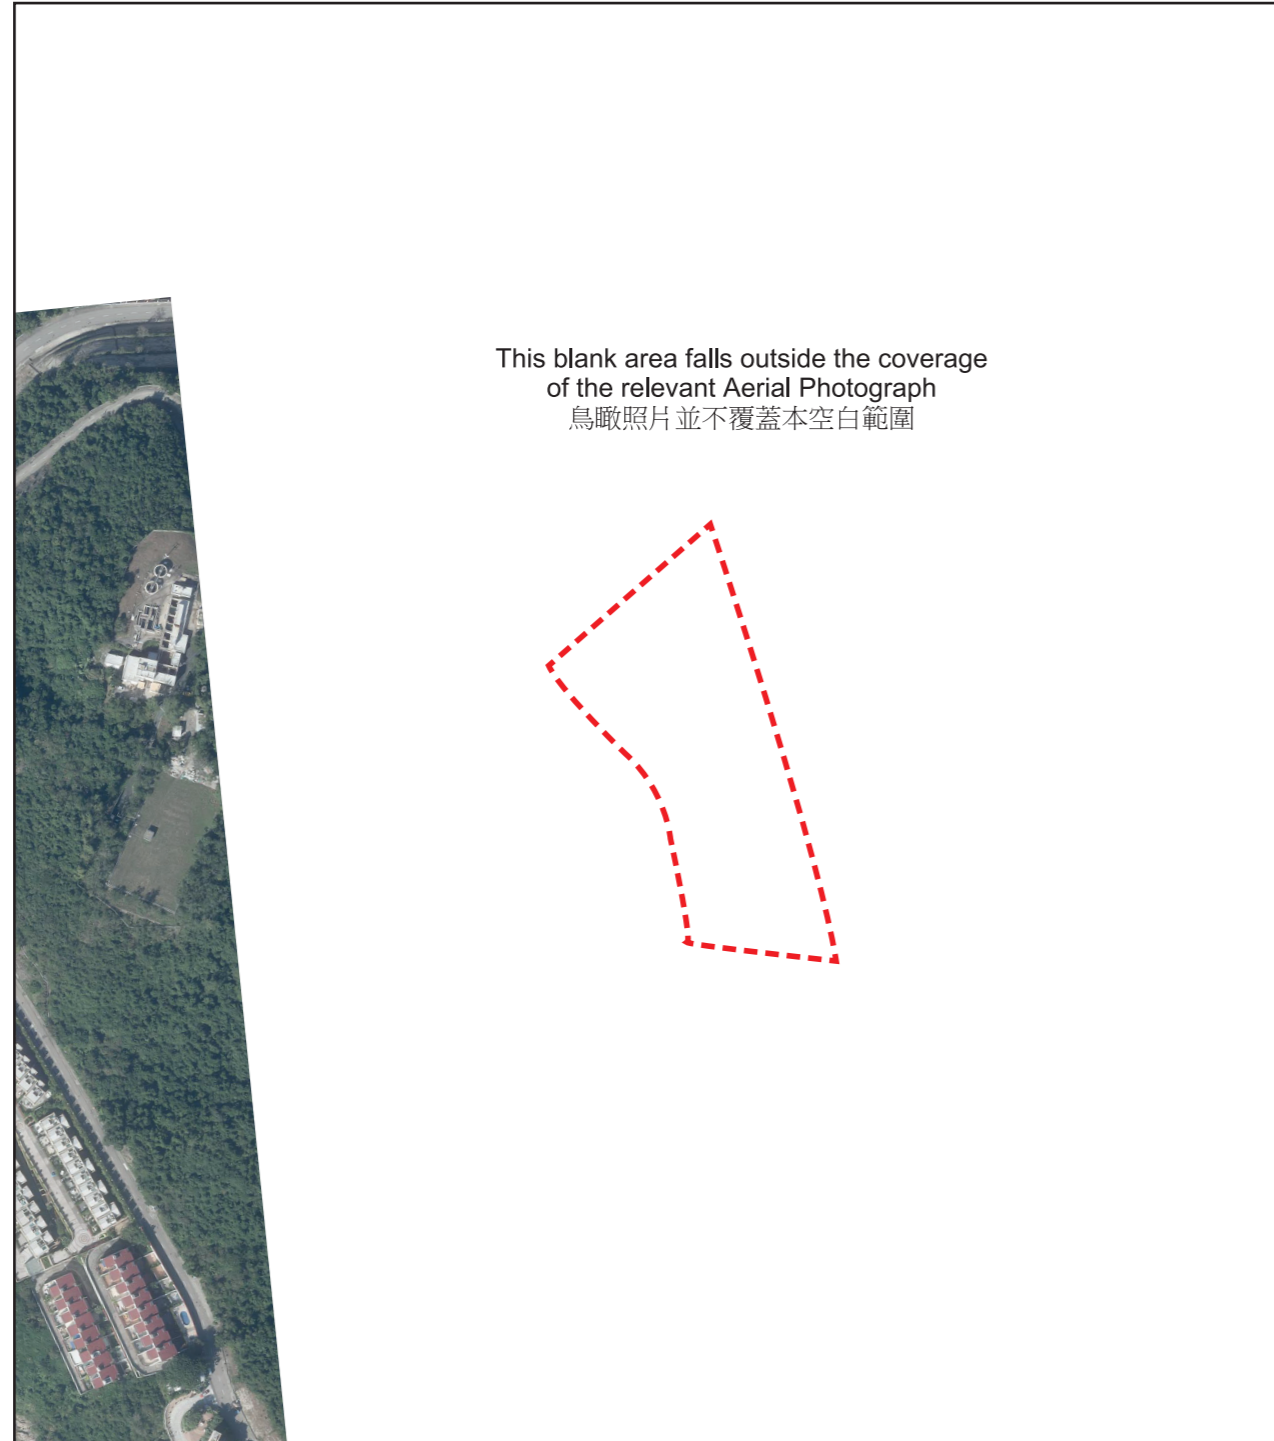 This blank area falls outside the coverage
of the relevant Aerial Photograph
鳥瞰照片並不覆蓋本空白範圍